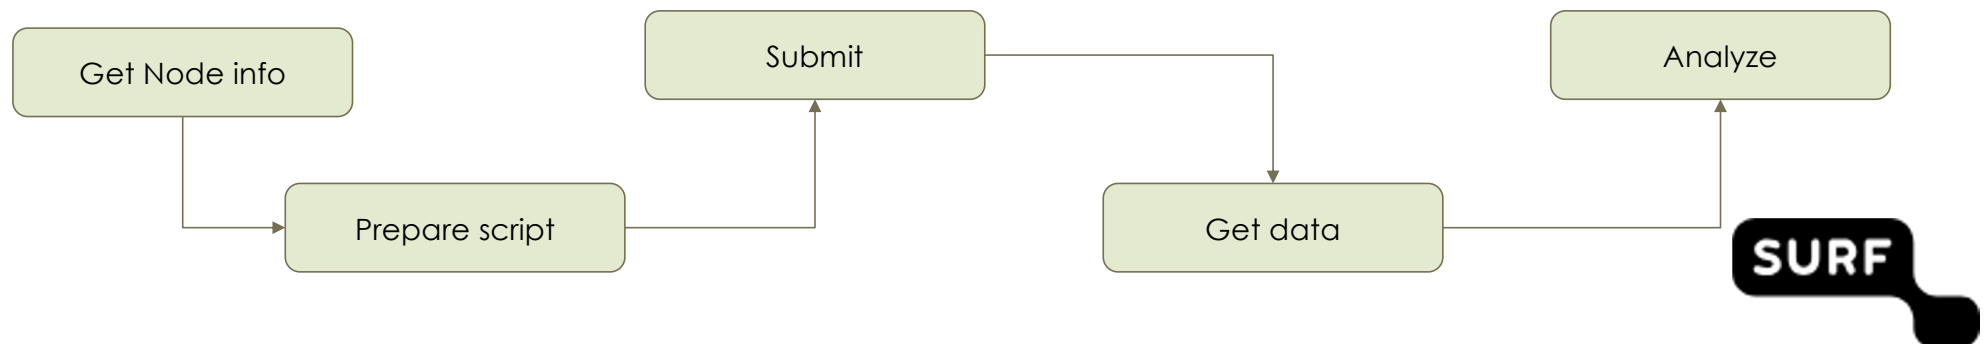 Get Node info
Prepare script
Submit
Get data
Analyze
SURF